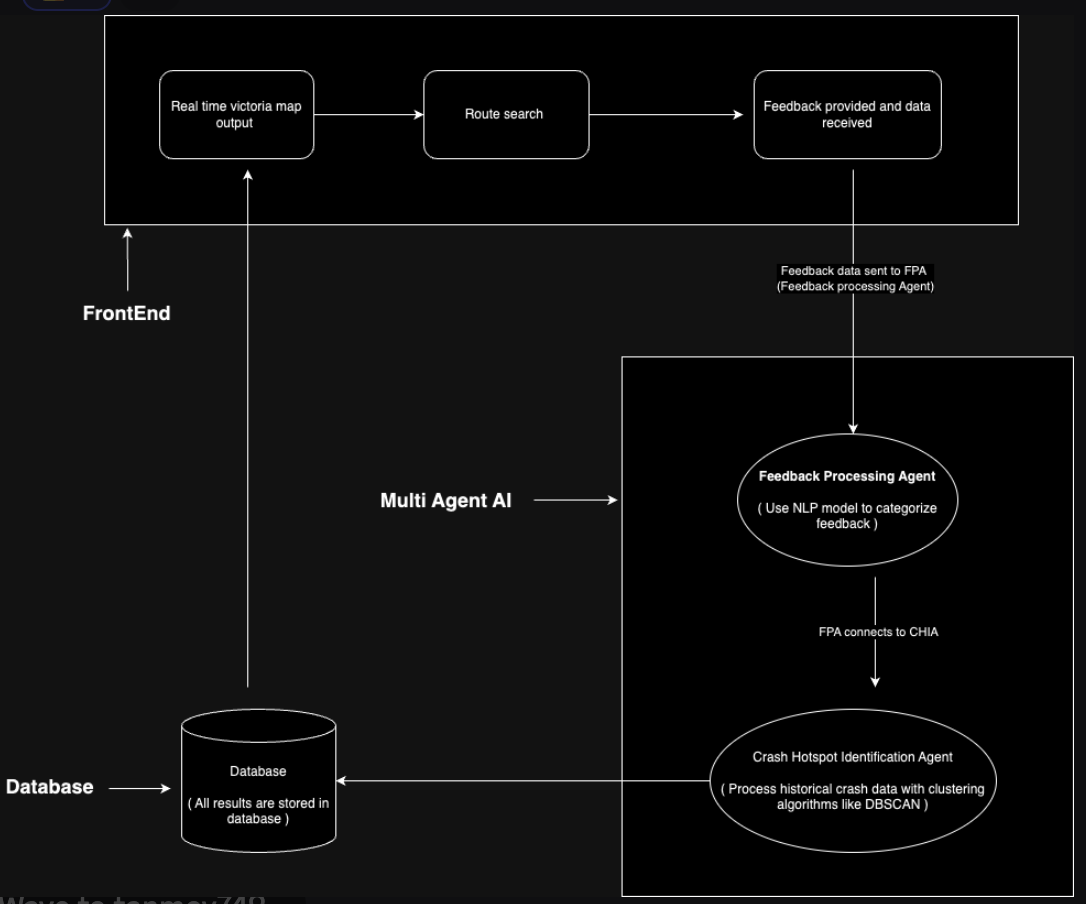 Real time victoria map
output
Route search
Feedback provided and data
received
Feedback data sent to FPA
(Feedback processing Agent)
FrontEnd
Multi Agent AI
Feedback Processing Agent
( Use NLP model to categorize
feedback )
FPA connects to CHIA
Crash Hotspot Identification Agent
( Process historical crash data with clustering
algorithms like DBSCAN )
Database
Database
( All results are stored in
database )